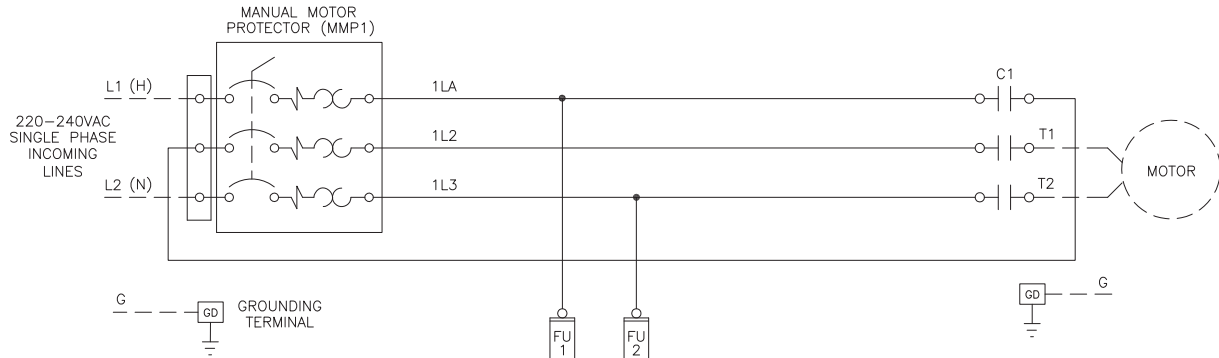 MANUAL MOTOR
PROTECTOR (MMP1)
L1 (H)
1LA
C1
220-240VAC
SINGLE PHASE
INCOMING
LINES
1L2
T1
MOTOR
L2 (N)
1L3
T2
G
GD
GROUNDING
TERMINAL
GD
G
FU
1
FU
2